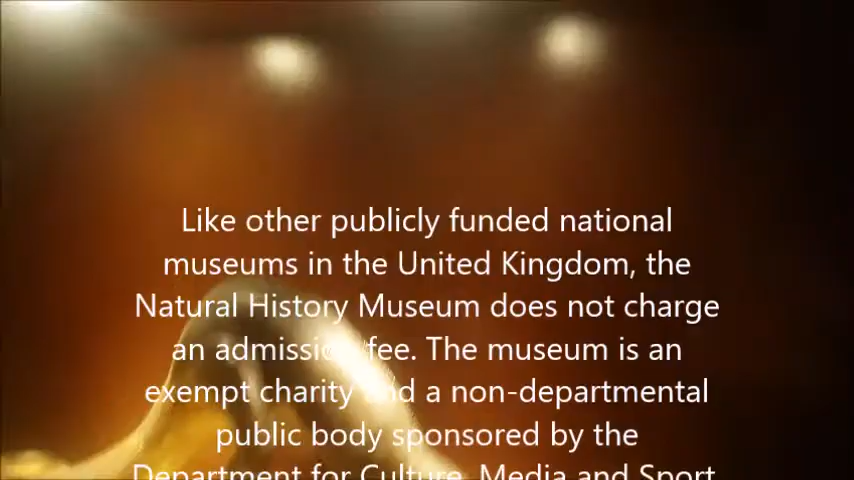 Like other publicly funded national
museums in the United Kingdom, the
Natural History Museum does not charge
an admission fee. The museum is an
exempt charity and a non-departmental
public body sponsored by the
Department for Culture, Media and Sport.